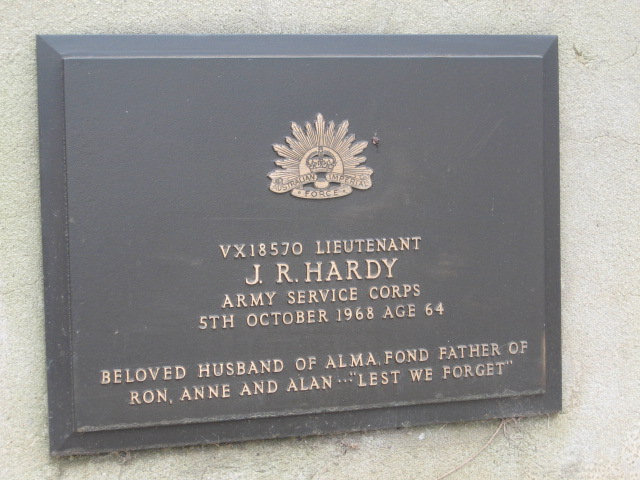 AUSTRALIAN IMPERIAL
FORCE
VX18570 LIEUTENANT
J. R. HARDY
ARMY SERVICE CORPS
5TH OCTOBER 1968 AGE 64
BELOVED HUSBAND OF ALMA, FOND FATHER OF
RON, ANNE AND ALAN ..."LEST WE FORGET"